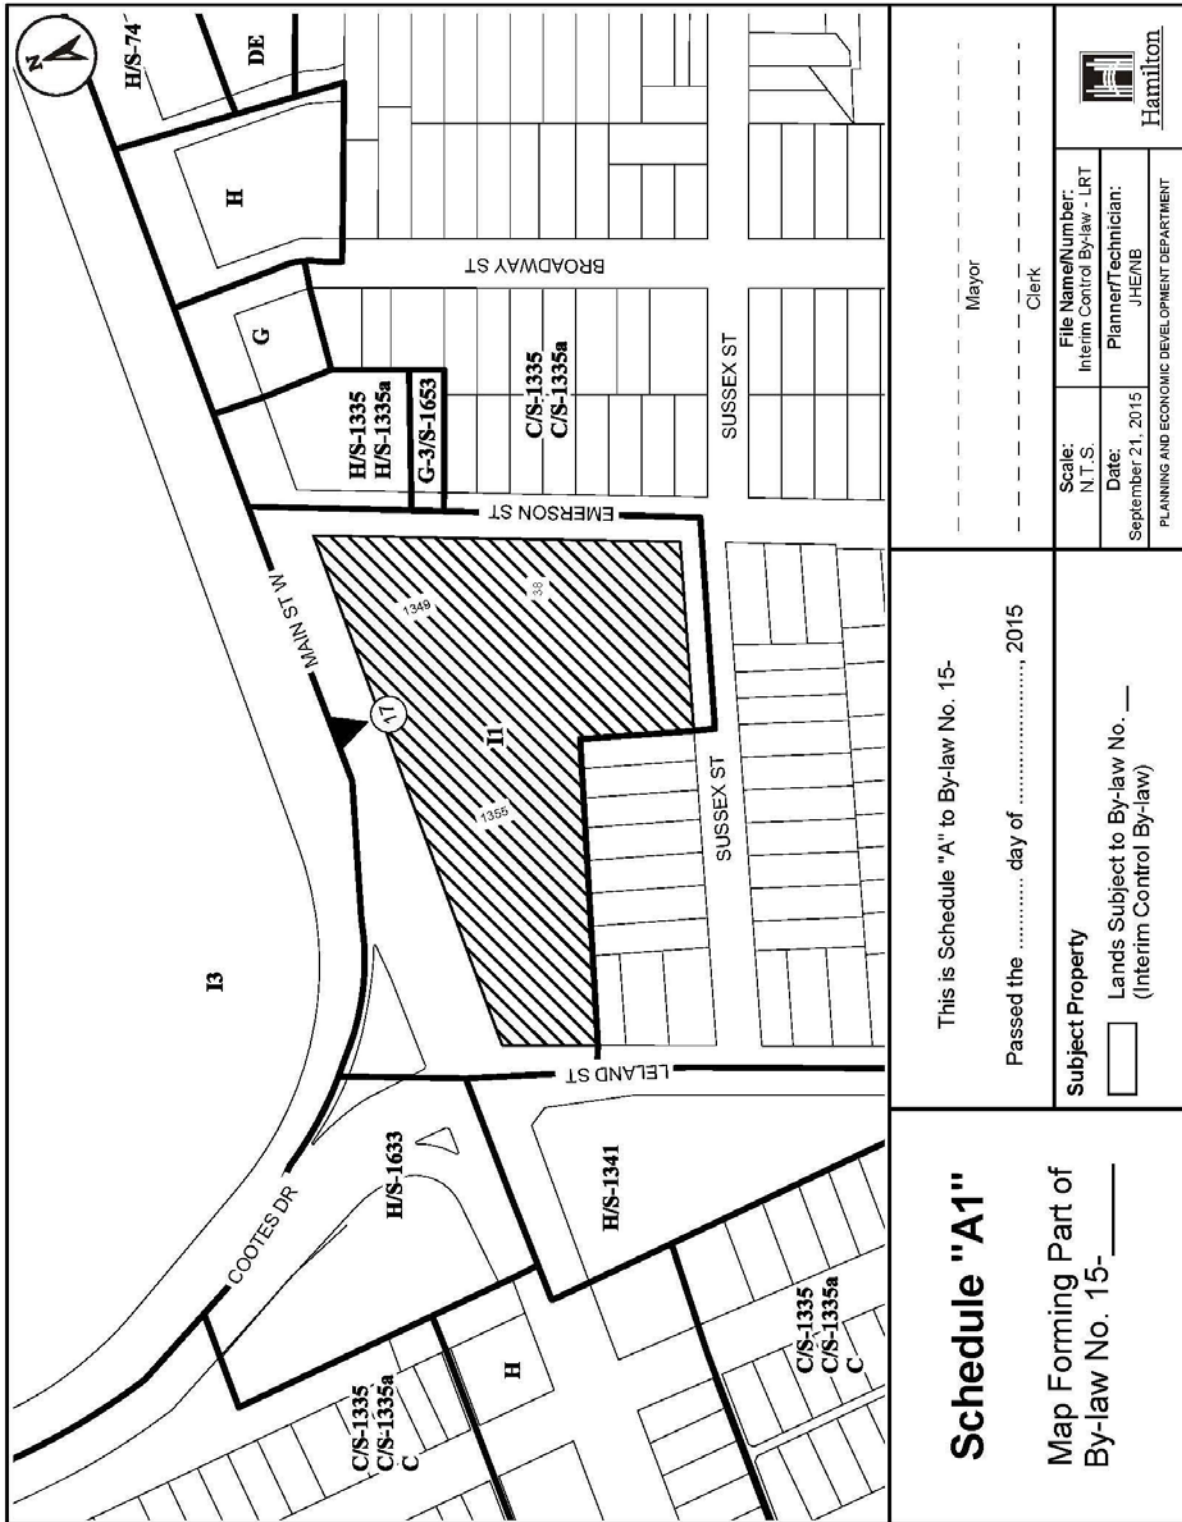 N
I3
H/S-74
DE
H
G
COOTES DR
MAIN ST W
17
H/S-1633
H/S-1335
H/S-1335a
G-3/S-1653
1349
38
1355
I1
BROADWAY ST
EMERSON ST
LELAND ST
C/S-1335
C/S-1335a
C
H
H/S-1341
C/S-1335
C/S-1335a
SUSSEX ST
SUSSEX ST
C/S-1335
C/S-1335a
C
Schedule "A1"
Map Forming Part of
By-law No. 15-______
This is Schedule "A" to By-law No. 15-
Passed the ............ day of ...................., 2015
Subject Property
Lands Subject to By-law No. ___
(Interim Control By-law)
Mayor
Clerk
Scale:
N.T.S.
File Name/Number:
Interim Control By-law - LRT
Date:
September 21, 2015
Planner/Technician:
JHE/NB
PLANNING AND ECONOMIC DEVELOPMENT DEPARTMENT
Hamilton